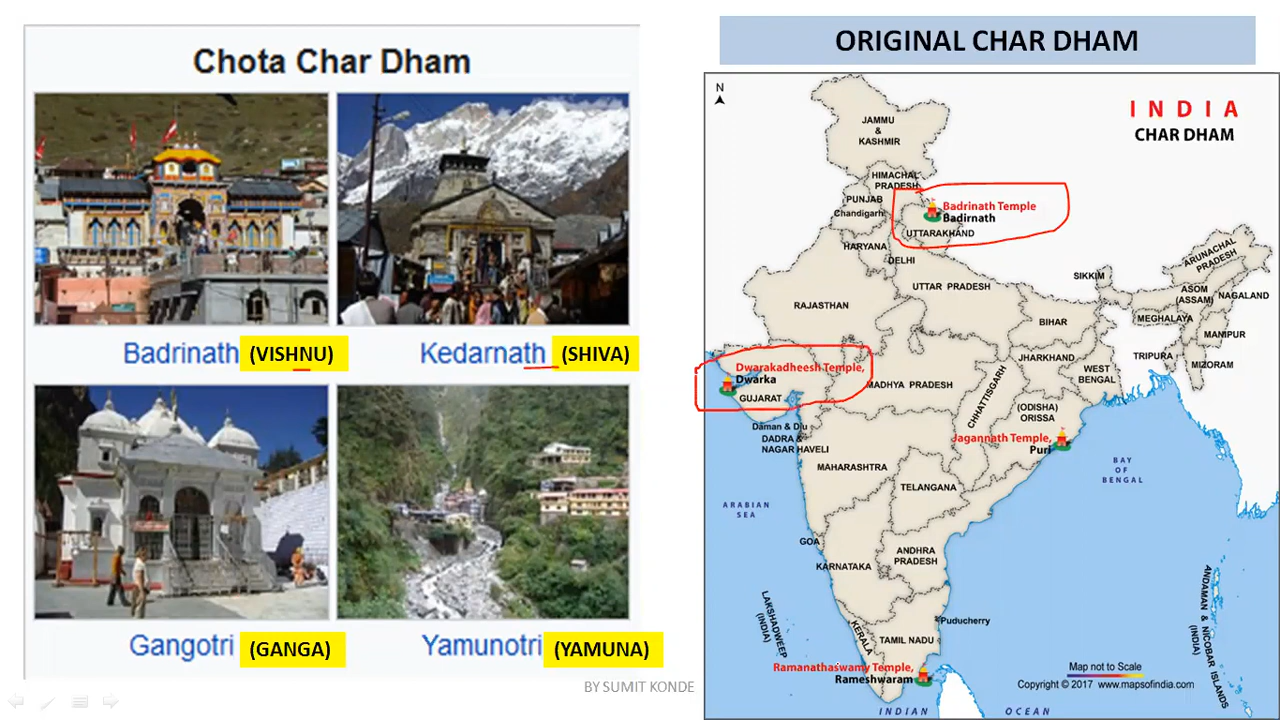 Chota Char Dham
Badrinath (VISHNU)
Kedarnath (SHIVA)
Gangotri (GANGA)
Yamunotri (YAMUNA)
BY SUMIT KONDE
ORIGINAL CHAR DHAM
N
INDIA
CHAR DHAM
JAMMU
&
KASHMIR
HIMACHAL
PRADESH
PUNJAB
Chandigarh
Badrinath Temple
Badirnath
UTTARAKHAND
HARYANA
DELHI
ARUNACHAL
PRADESH
SIKKIM
UTTAR PRADESH
ASOM
(ASSAM)
NAGALAND
RAJASTHAN
MEGHALAYA
BIHAR
MANIPUR
TRIPURA
MIZORAM
JHARKHAND
WEST
BENGAL
Dwarakadheesh Temple,
Dwarka
GUJARAT
MADHYA PRADESH
CHHATTISGARH
(ODISHA)
ORISSA
Daman & Diu
DADRA &
NAGAR HAVELI
Jagannath Temple,
Puri
MAHARASHTRA
BAY
OF
BENGAL
TELANGANA
ARABIAN
SEA
GOA
ANDHRA
PRADESH
KARNATAKA
LAKSHADWEEP
(INDIA)
ANDAMAN & NICOBAR ISLANDS
(INDIA)
Puducherry
KERALA
TAMIL NADU
Ramanathaswamy Temple,
Rameshwaram
Map not to Scale
Copyright © 2017 www.mapsofindia.com
INDIAN OCEAN